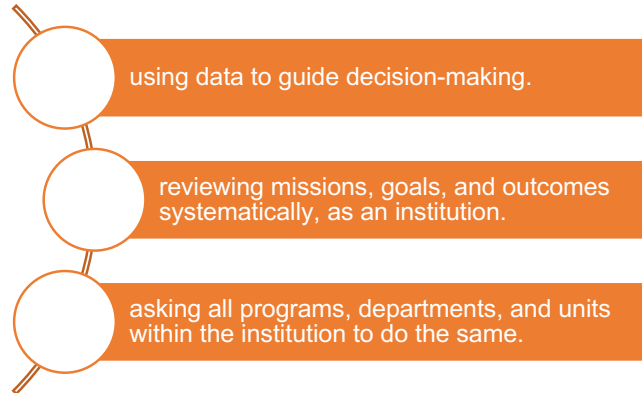 using data to guide decision-making.
reviewing missions, goals, and outcomes
systematically, as an institution.
asking all programs, departments, and units
within the institution to do the same.